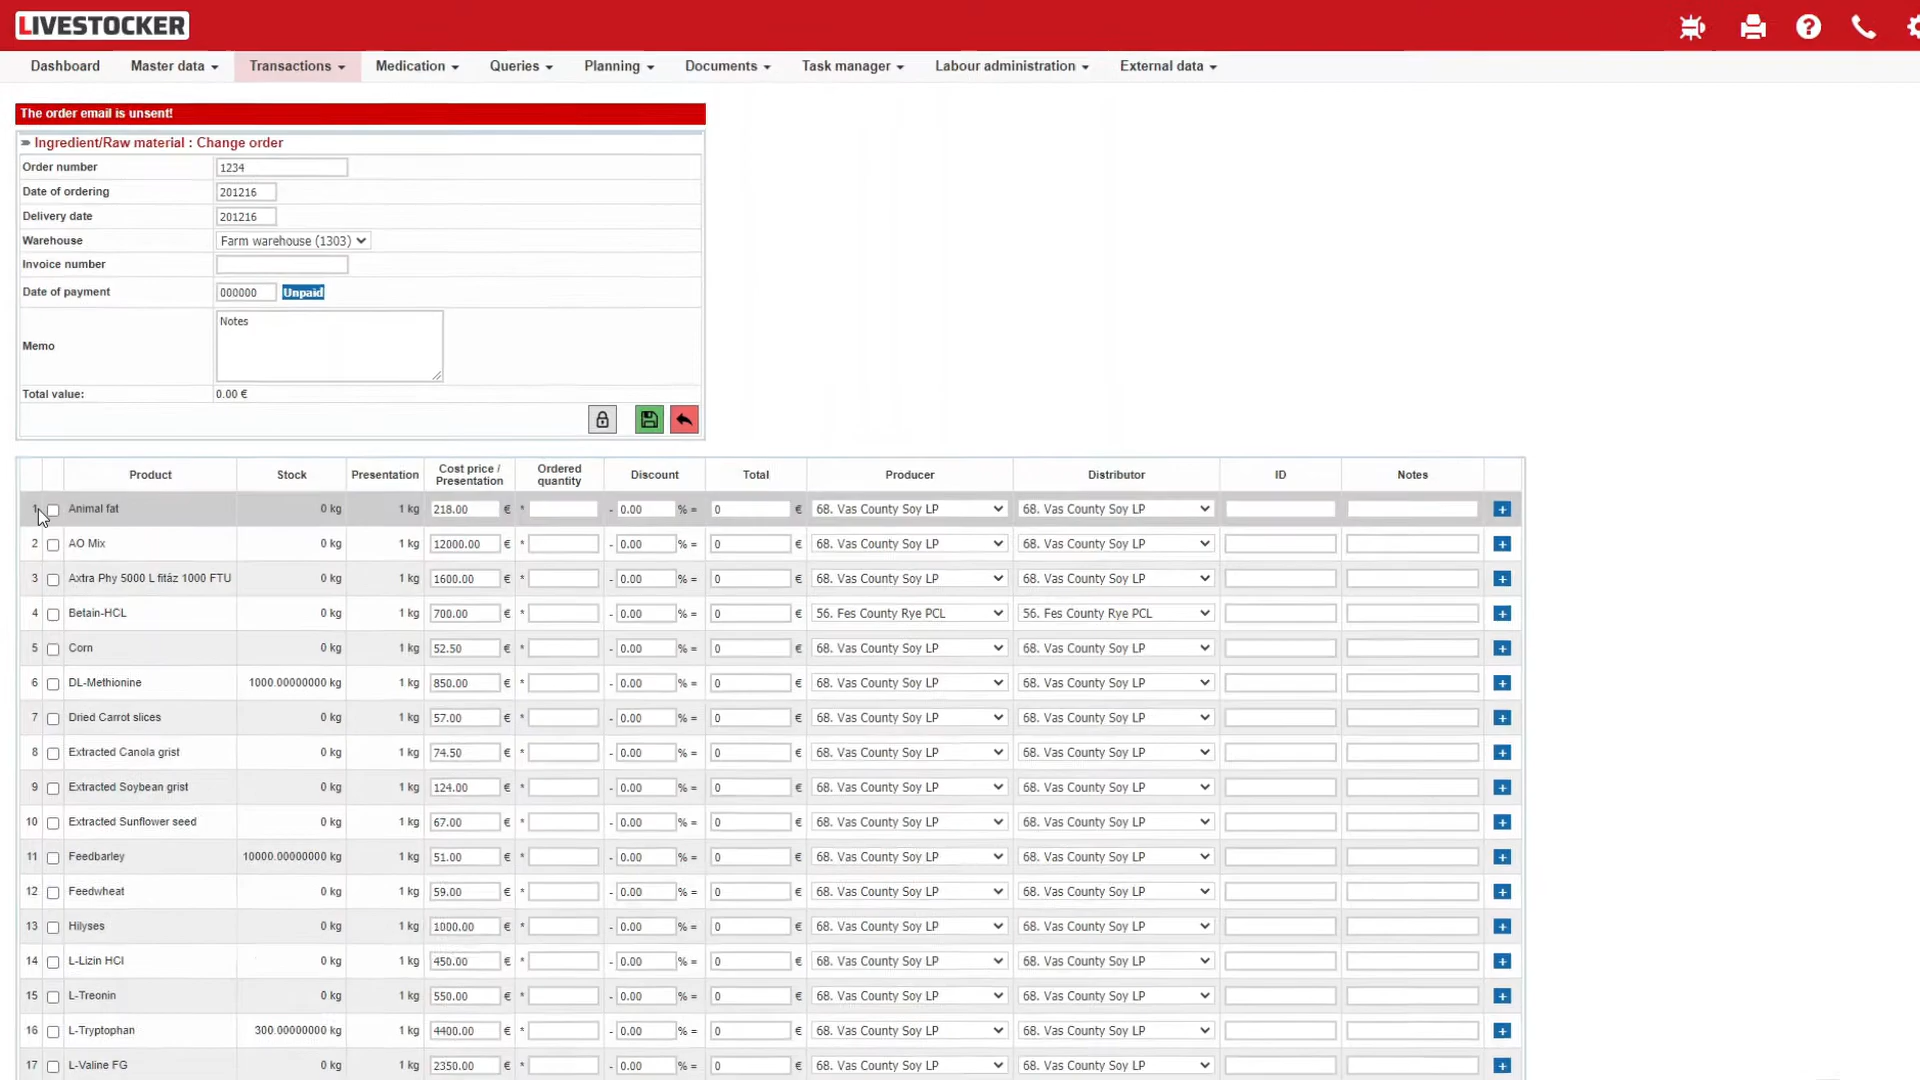 LIVESTOCKER
Dashboard Master data Transactions Medication Queries Planning Documents Task manager Labour administration External data
The order email is unsent!
Ingredient/Raw material : Change order
Order number 1234
Date of ordering 201216
Delivery date 201216
Warehouse Farm warehouse (1303)
Invoice number
Date of payment 000000 Unpaid
Memo Notes
Total value: 0.00 €
Product Stock Presentation Cost price / Presentation Ordered quantity Discount Total Producer Distributor ID Notes
1 Animal fat 0 kg 1 kg 218.00 € * - 0.00 % = 0 € 68. Vas County Soy LP 68. Vas County Soy LP +
2 AO Mix 0 kg 1 kg 12000.00 € * - 0.00 % = 0 € 68. Vas County Soy LP 68. Vas County Soy LP +
3 Axtra Phy 5000 L fitáz 1000 FTU 0 kg 1 kg 1600.00 € * - 0.00 % = 0 € 68. Vas County Soy LP 68. Vas County Soy LP +
4 Betain-HCL 0 kg 1 kg 700.00 € * - 0.00 % = 0 € 56. Fes County Rye PCL 56. Fes County Rye PCL +
5 Corn 0 kg 1 kg 52.50 € * - 0.00 % = 0 € 68. Vas County Soy LP 68. Vas County Soy LP +
6 DL-Methionine 1000.00000000 kg 1 kg 850.00 € * - 0.00 % = 0 € 68. Vas County Soy LP 68. Vas County Soy LP +
7 Dried Carrot slices 0 kg 1 kg 57.00 € * - 0.00 % = 0 € 68. Vas County Soy LP 68. Vas County Soy LP +
8 Extracted Canola grist 0 kg 1 kg 74.50 € * - 0.00 % = 0 € 68. Vas County Soy LP 68. Vas County Soy LP +
9 Extracted Soybean grist 0 kg 1 kg 124.00 € * - 0.00 % = 0 € 68. Vas County Soy LP 68. Vas County Soy LP +
10 Extracted Sunflower seed 0 kg 1 kg 67.00 € * - 0.00 % = 0 € 68. Vas County Soy LP 68. Vas County Soy LP +
11 Feedbarley 10000.00000000 kg 1 kg 51.00 € * - 0.00 % = 0 € 68. Vas County Soy LP 68. Vas County Soy LP +
12 Feedwheat 0 kg 1 kg 59.00 € * - 0.00 % = 0 € 68. Vas County Soy LP 68. Vas County Soy LP +
13 Hilyses 0 kg 1 kg 1000.00 € * - 0.00 % = 0 € 68. Vas County Soy LP 68. Vas County Soy LP +
14 L-Lizin HCl 0 kg 1 kg 450.00 € * - 0.00 % = 0 € 68. Vas County Soy LP 68. Vas County Soy LP +
15 L-Treonin 0 kg 1 kg 550.00 € * - 0.00 % = 0 € 68. Vas County Soy LP 68. Vas County Soy LP +
16 L-Tryptophan 300.00000000 kg 1 kg 4400.00 € * - 0.00 % = 0 € 68. Vas County Soy LP 68. Vas County Soy LP +
17 L-Valine FG 0 kg 1 kg 2350.00 € * - 0.00 % = 0 € 68. Vas County Soy LP 68. Vas County Soy LP +